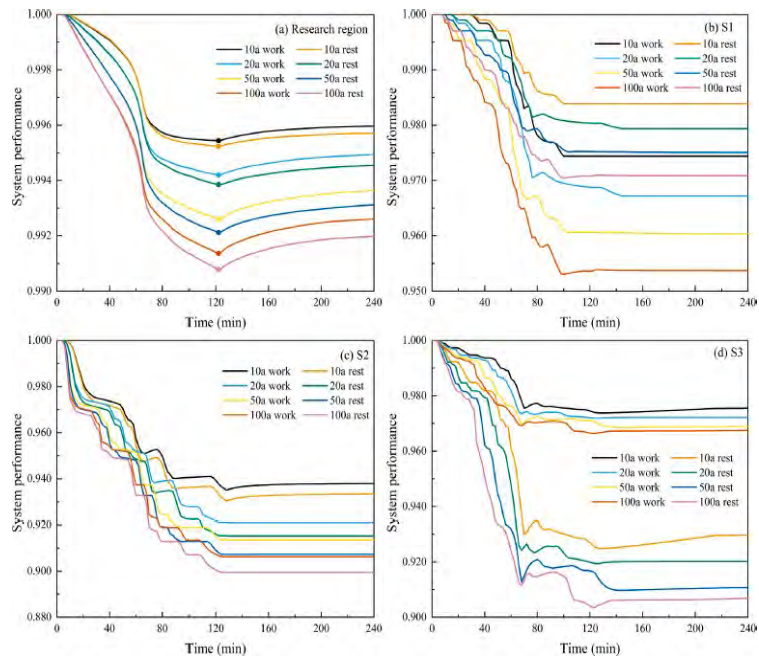 (a) Research region
10a work 10a rest
20a work 20a rest
50a work 50a rest
100a work 100a rest
System performance
1.000
0.998
0.996
0.994
0.992
0.990
0 40 80 120 160 200 240
Time (min)
(b) S1
10a work 10a rest
20a work 20a rest
50a work 50a rest
100a work 100a rest
System performance
1.000
0.990
0.980
0.970
0.960
0.950
0 40 80 120 160 200 240
Time (min)
(c) S2
10a work 10a rest
20a work 20a rest
50a work 50a rest
100a work 100a rest
System performance
1.000
0.980
0.960
0.940
0.920
0.900
0.880
0 40 80 120 160 200 240
Time (min)
(d) S3
10a work 10a rest
20a work 20a rest
50a work 50a rest
100a work 100a rest
System performance
1.000
0.980
0.960
0.940
0.920
0.900
0 40 80 120 160 200 240
Time (min)